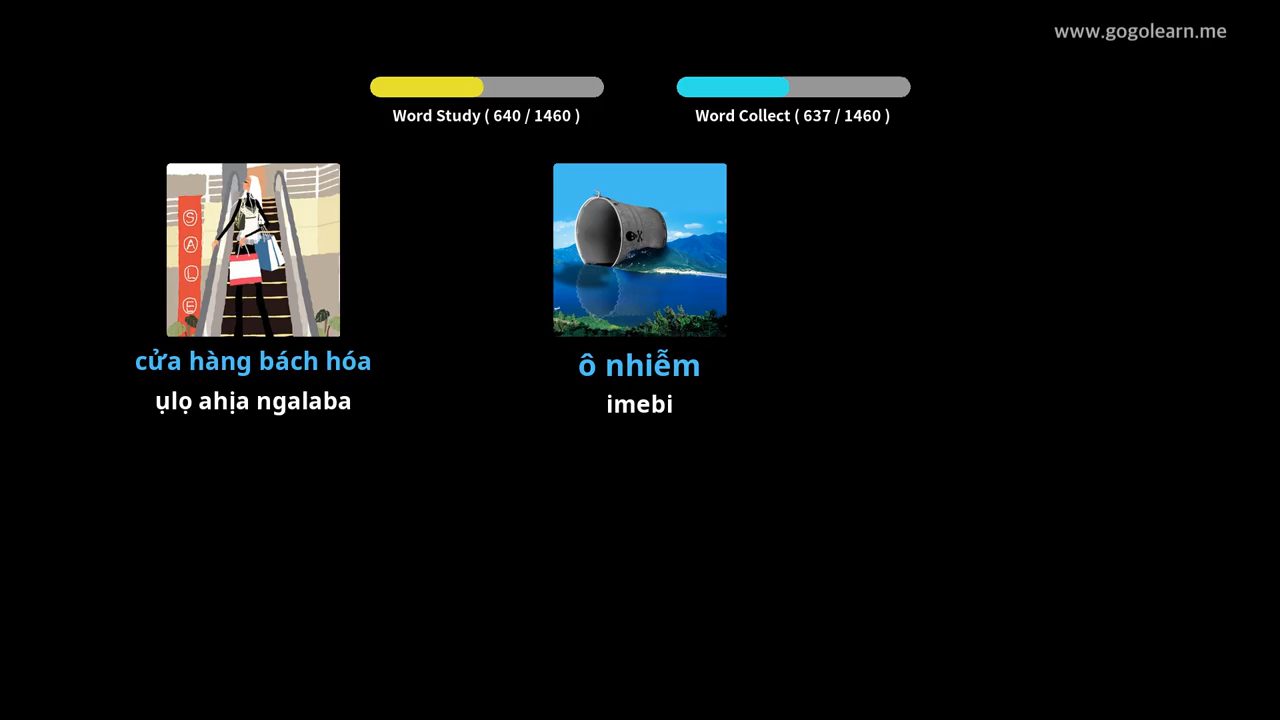 www.gogolearn.me
Word Study ( 640 / 1460 )
Word Collect ( 637 / 1460 )
S
A
L
E
cửa hàng bách hóa
ụlọ ahịa ngalaba
ô nhiễm
imebi